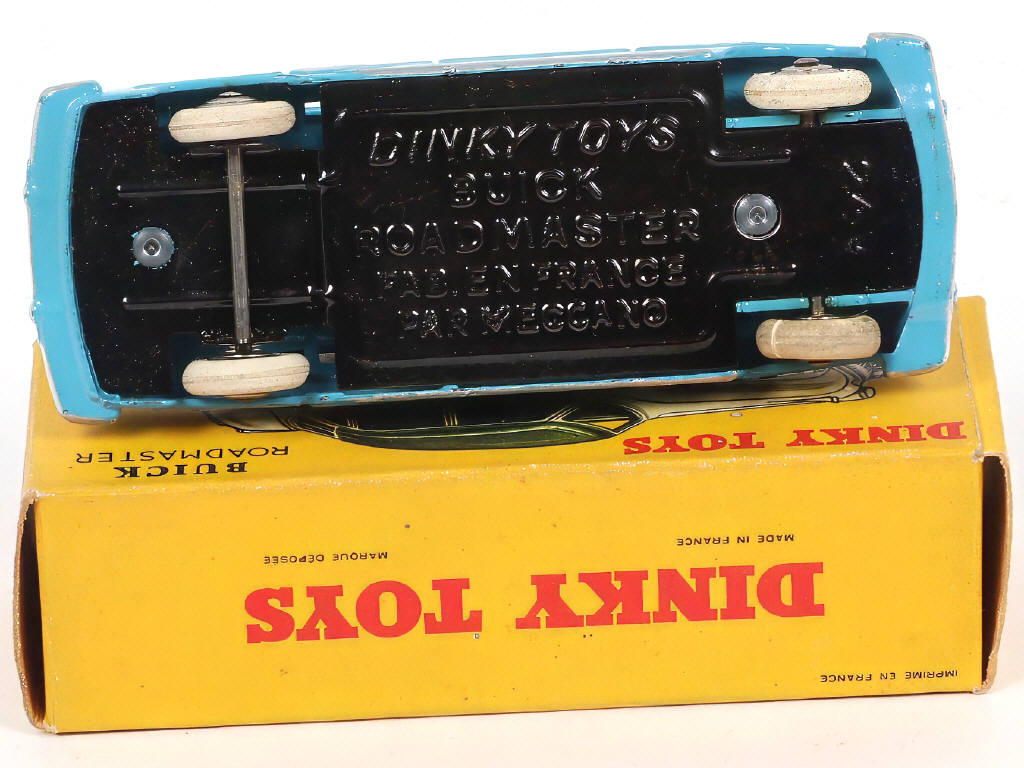 DINKY TOYS
BUICK
ROADMASTER
FAB. EN FRANCE
PAR MECCANO
DINKY TOYS
BUICK
ROADMASTER
MADE IN FRANCE
MARQUE DÉPOSÉE
DINKY TOYS
IMPRIMÉ EN FRANCE